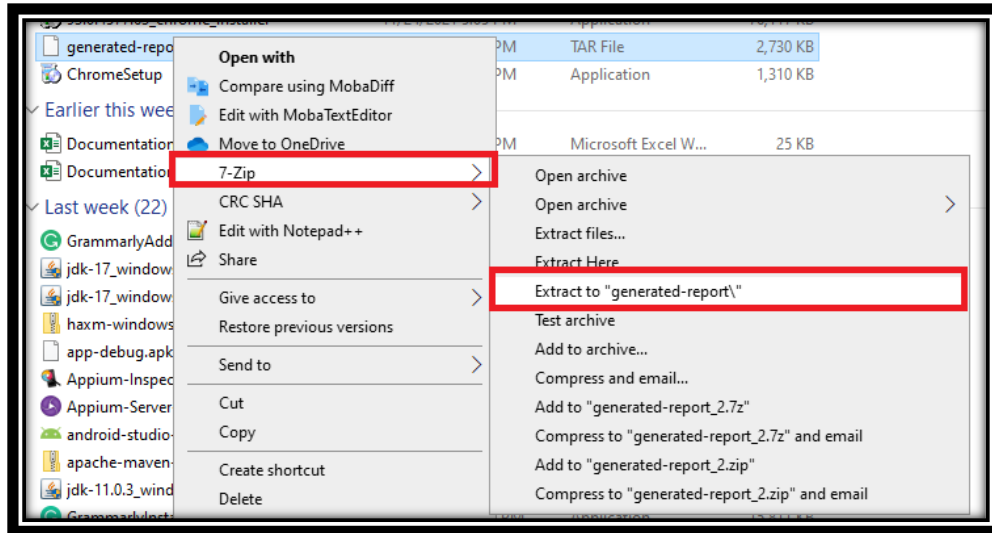 generated-repo PM TAR File 2,730 KB
ChromeSetup PM Application 1,310 KB
Earlier this wee
Documentation PM Microsoft Excel W... 25 KB
Documentation
Last week (22)
GrammarlyAdd
jdk-17_window
jdk-17_window
haxm-windows
app-debug.apk
Appium-Inspec
Appium-Server
android-studio-
apache-maven-
jdk-11.0.3_wind
Open with
Compare using MobaDiff
Edit with MobaTextEditor
Move to OneDrive
7-Zip
CRC SHA
Edit with Notepad++
Share
Give access to
Restore previous versions
Send to
Cut
Copy
Create shortcut
Delete
Open archive
Open archive
Extract files...
Extract Here
Extract to "generated-report\"
Test archive
Add to archive...
Compress and email...
Add to "generated-report_2.7z"
Compress to "generated-report_2.7z" and email
Add to "generated-report_2.zip"
Compress to "generated-report_2.zip" and email